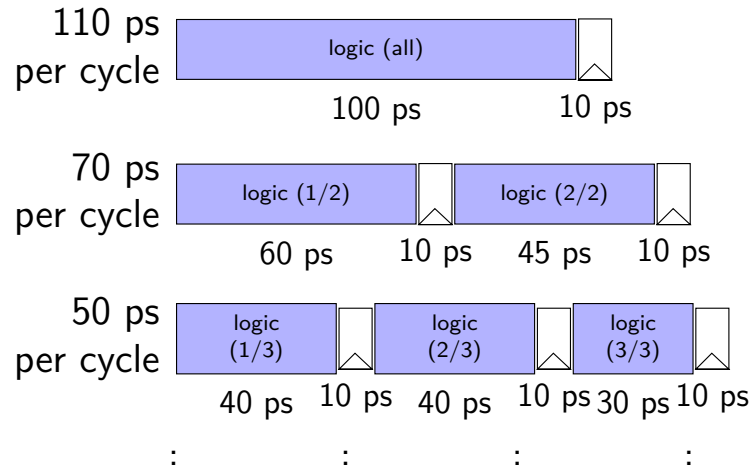 110 ps
per cycle
logic (all)
100 ps
10 ps
70 ps
per cycle
logic (1/2)
logic (2/2)
60 ps
10 ps
45 ps
10 ps
50 ps
per cycle
logic
(1/3)
logic
(2/3)
logic
(3/3)
40 ps
10 ps
40 ps
10 ps
30 ps
10 ps